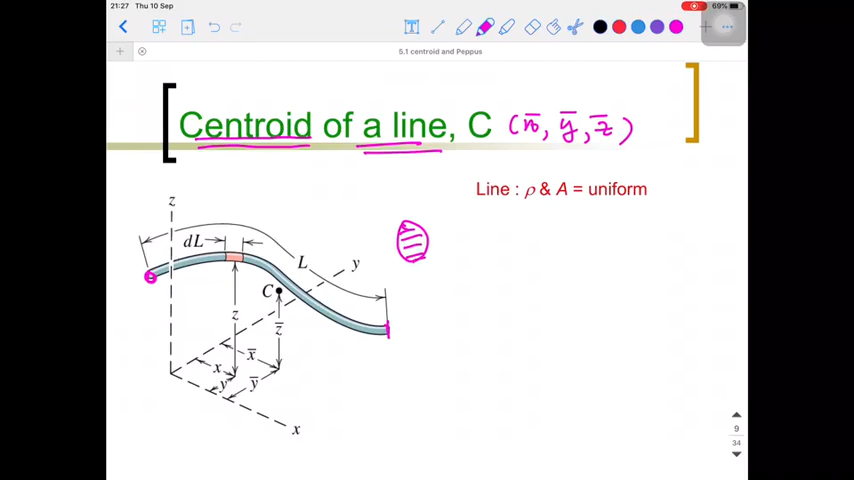 21:27 Thu 10 Sep
69%
5.1 centroid and Peppus
Centroid of a line, C (x̄, ȳ, z̄)
Line : ρ & A = uniform
z
dL
L
y
C
z
z̄
x̄
x
y
ȳ
x
9
34